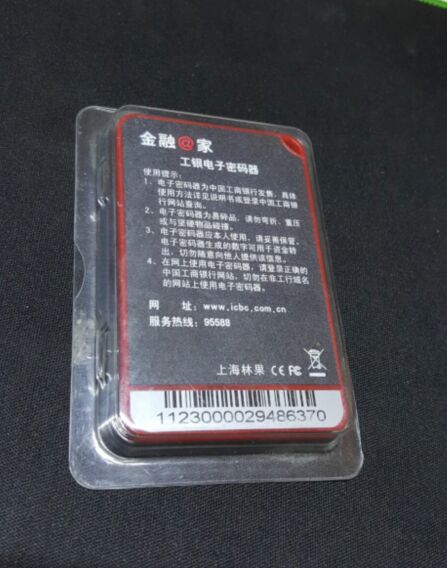 金融@家
工银电子密码器
使用提示：
1、电子密码器为中国工商银行发售，具体
使用方法详见说明书或登录中国工商银
行网站查询。
2、电子密码器为易碎品，请勿弯折、重压
或与坚硬物品碰撞。
3、电子密码器应本人使用，请妥善保管。
电子密码器生成的数字可用于资金转
出，切勿随意向他人提供该信息。
4、在网上使用电子密码器，请登录正确的
中国工商银行网站，切勿在非工行域名
的网站上使用电子密码器。
网 址：www.icbc.com.cn
服务热线：95588
上海林果 CE FC
1123000029486370